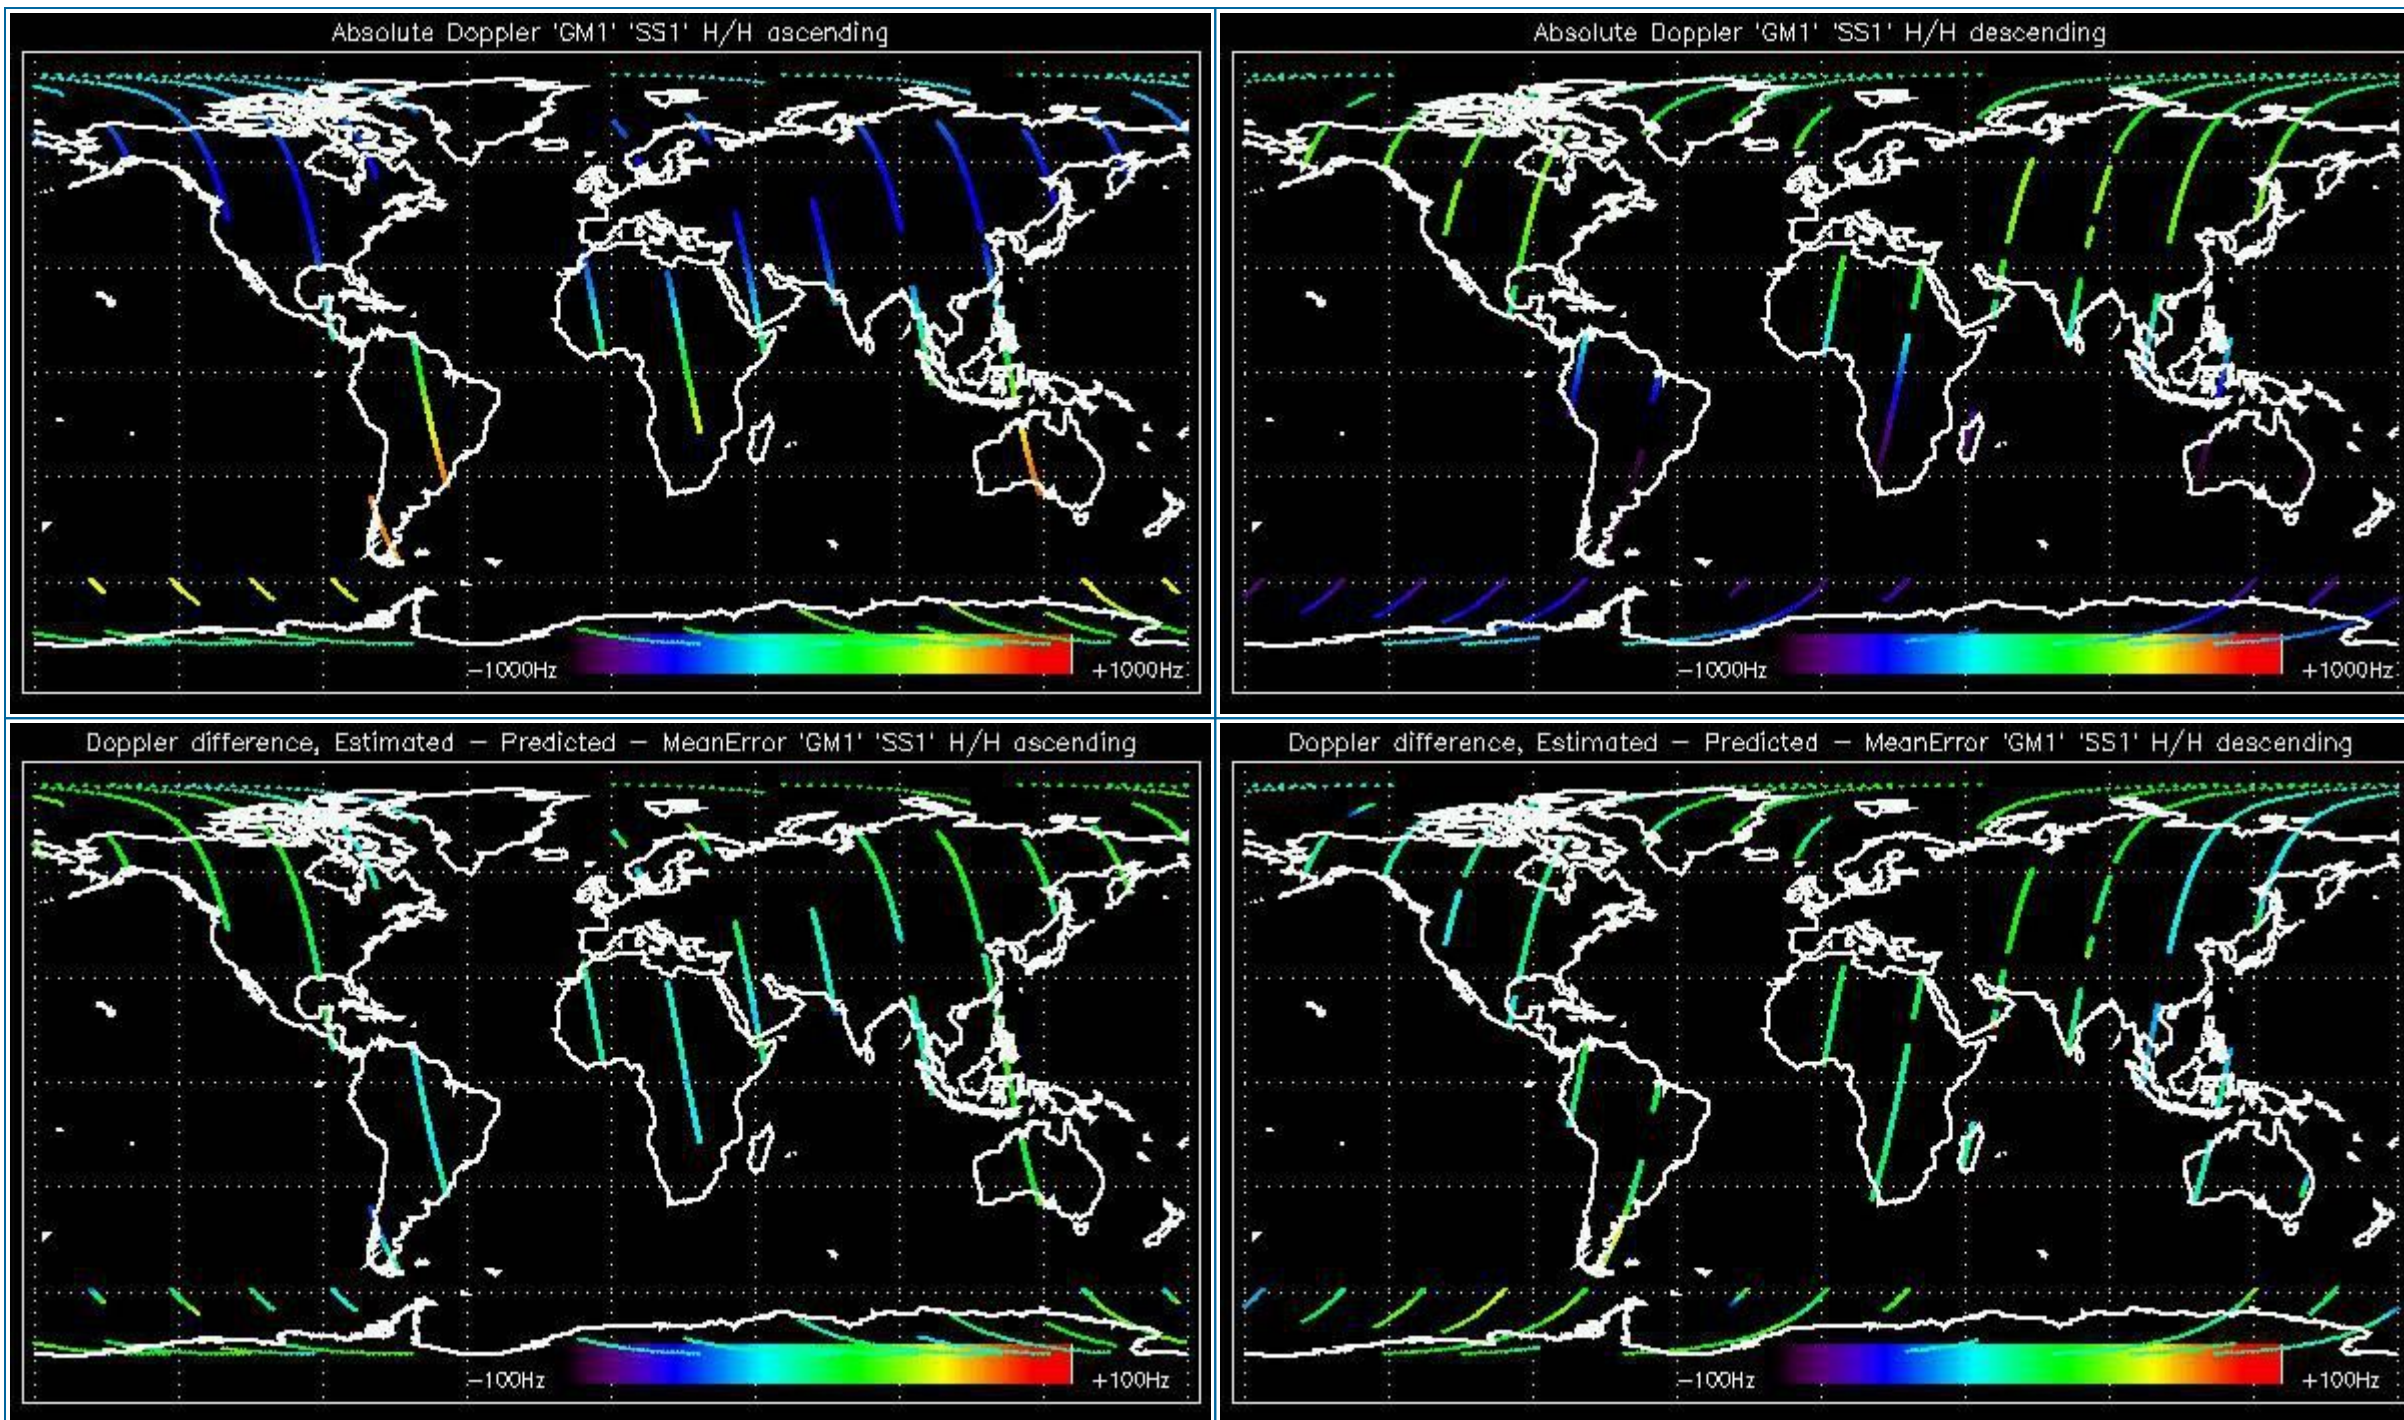 Absolute Doppler 'GM1' 'SS1' H/H ascending
-1000Hz
+1000Hz
Absolute Doppler 'GM1' 'SS1' H/H descending
-1000Hz
+1000Hz
Doppler difference, Estimated - Predicted - MeanError 'GM1' 'SS1' H/H ascending
-100Hz
+100Hz
Doppler difference, Estimated - Predicted - MeanError 'GM1' 'SS1' H/H descending
-100Hz
+100Hz